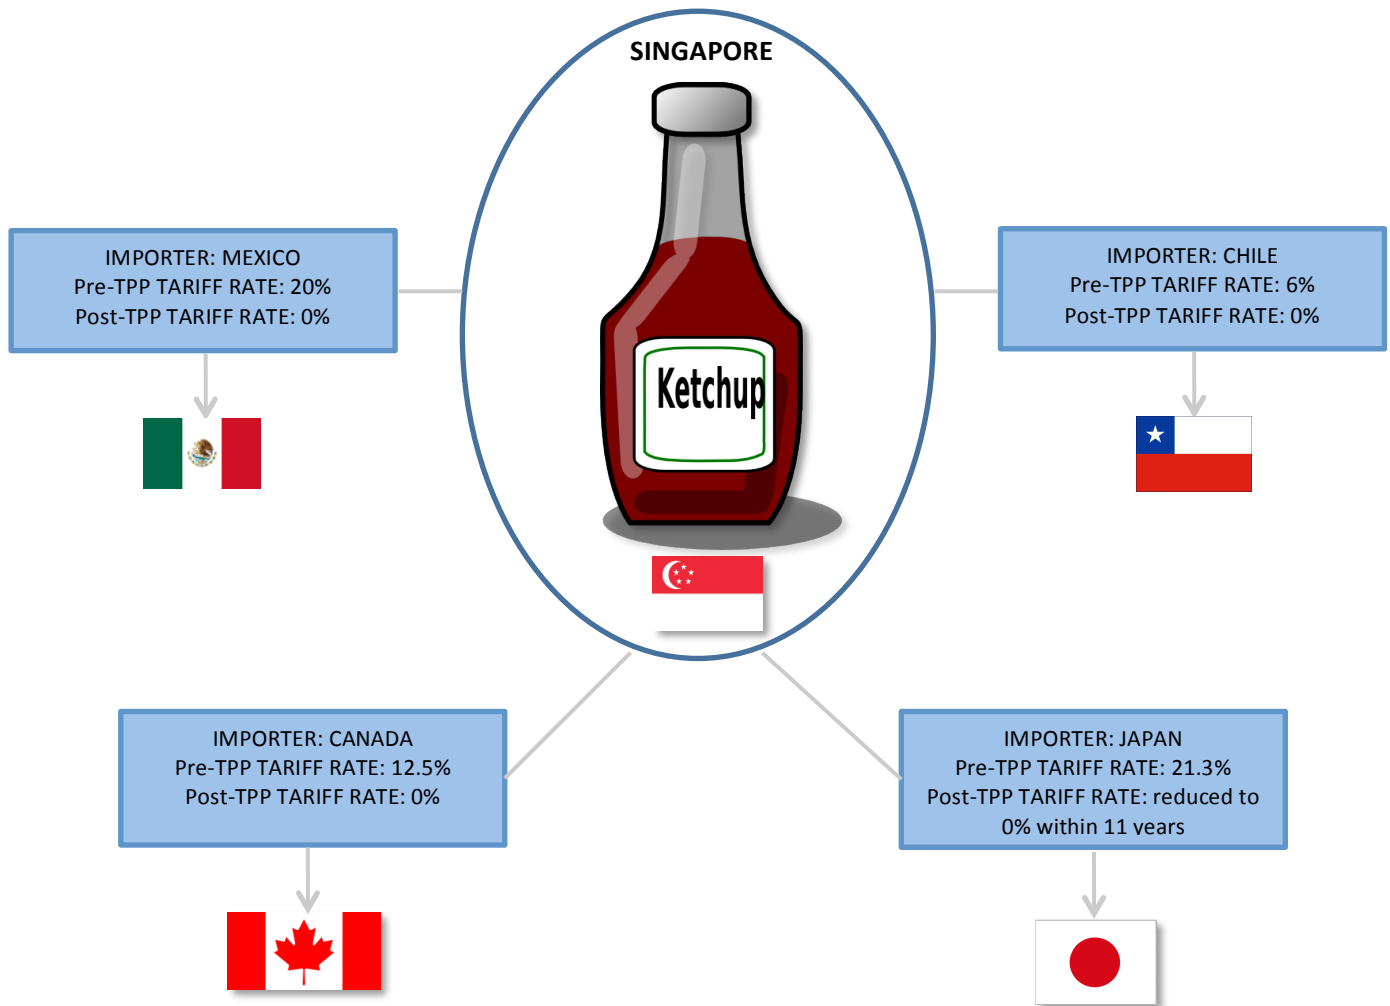 SINGAPORE
Ketchup
IMPORTER: MEXICO
Pre-TPP TARIFF RATE: 20%
Post-TPP TARIFF RATE: 0%
IMPORTER: CHILE
Pre-TPP TARIFF RATE: 6%
Post-TPP TARIFF RATE: 0%
IMPORTER: CANADA
Pre-TPP TARIFF RATE: 12.5%
Post-TPP TARIFF RATE: 0%
IMPORTER: JAPAN
Pre-TPP TARIFF RATE: 21.3%
Post-TPP TARIFF RATE: reduced to
0% within 11 years